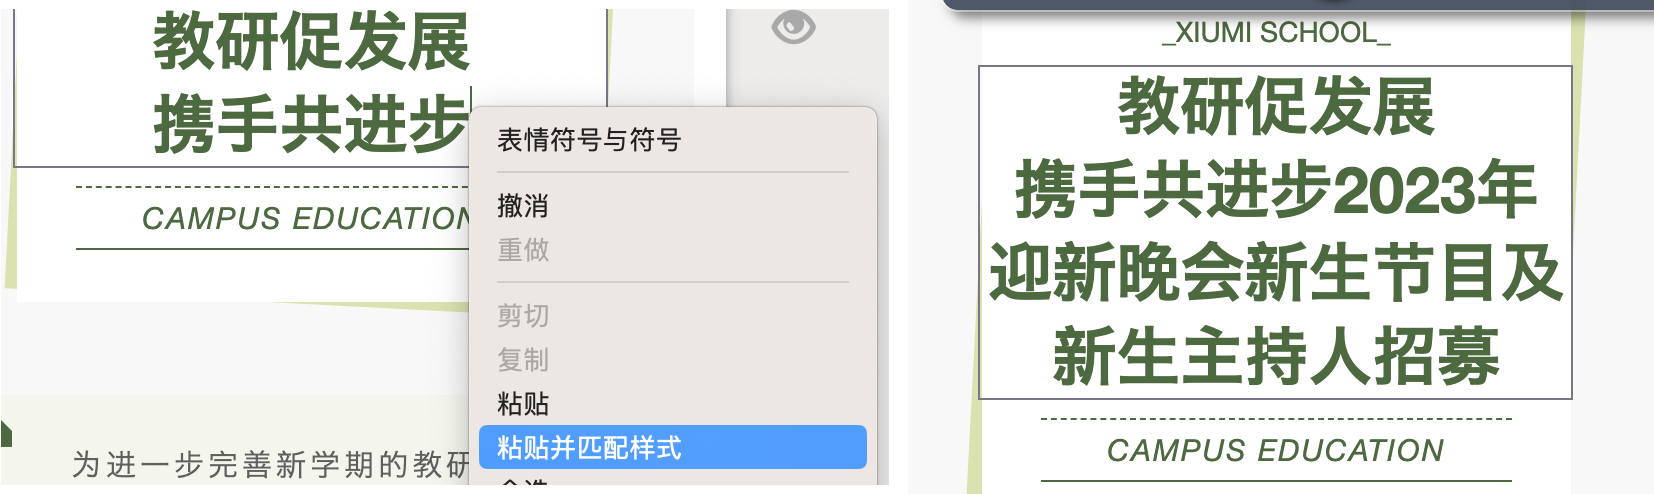 教研促发展
携手共进步
CAMPUS EDUCATION
为进一步完善新学期的教研
表情符号与符号
撤消
重做
剪切
复制
粘贴
粘贴并匹配样式
_XIUMI SCHOOL_
教研促发展
携手共进步2023年
迎新晚会新生节目及
新生主持人招募
CAMPUS EDUCATION